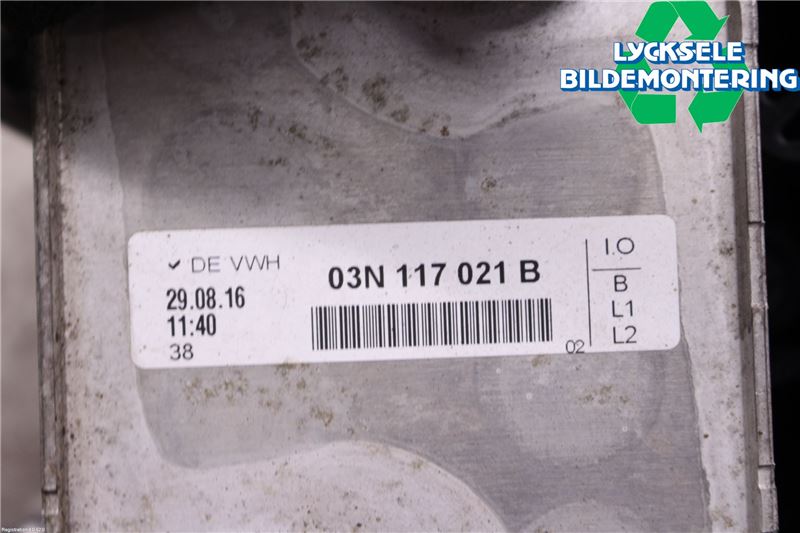 LYCKSELE
BILDEMONTERING
DE VWH
29.08.16
11:40
38
03N 117 021 B
02
I.O
B
L1
L2